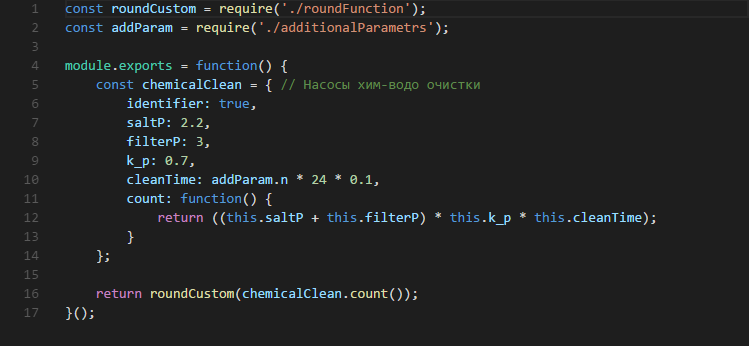 1 const roundCustom = require('./roundFunction');
2 const addParam = require('./additionalParametrs');
3
4 module.exports = function() {
5     const chemicalClean = { // Насосы хим-водо очистки
6         identifier: true,
7         saltP: 2.2,
8         filterP: 3,
9         k_p: 0.7,
10         cleanTime: addParam.n * 24 * 0.1,
11         count: function() {
12             return ((this.saltP + this.filterP) * this.k_p * this.cleanTime);
13         }
14     };
15
16     return roundCustom(chemicalClean.count());
17 }();